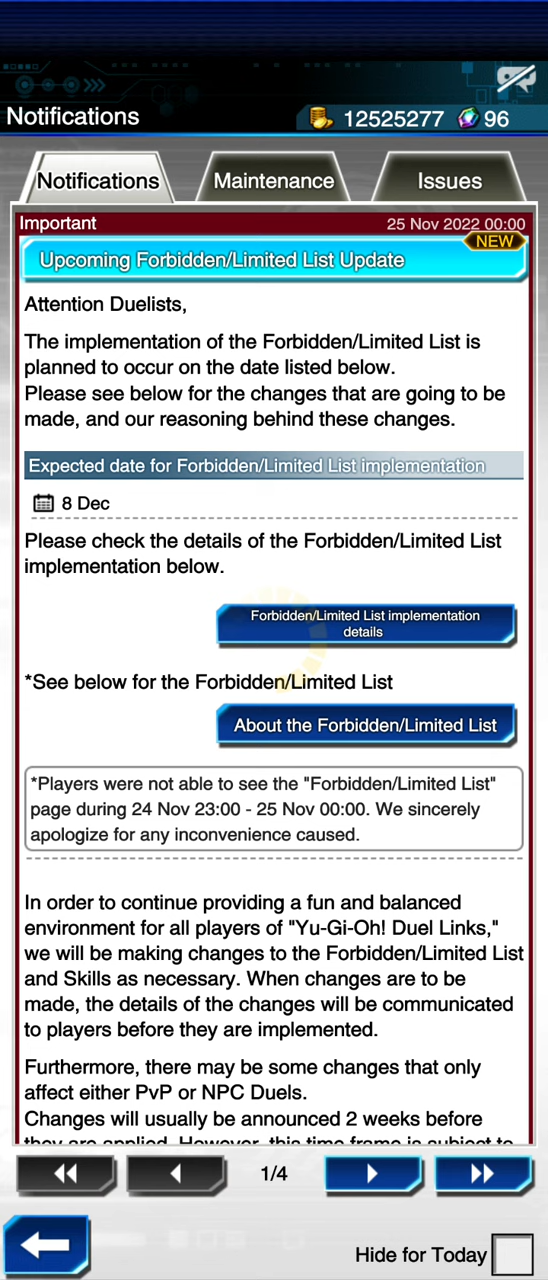 Notifications
12525277
96
Notifications
Maintenance
Issues
Important
25 Nov 2022 00:00
NEW
Upcoming Forbidden/Limited List Update
Attention Duelists,
The implementation of the Forbidden/Limited List is
planned to occur on the date listed below.
Please see below for the changes that are going to be
made, and our reasoning behind these changes.
Expected date for Forbidden/Limited List implementation
8 Dec
Please check the details of the Forbidden/Limited List
implementation below.
Forbidden/Limited List implementation
details
*See below for the Forbidden/Limited List
About the Forbidden/Limited List
*Players were not able to see the "Forbidden/Limited List"
page during 24 Nov 23:00 - 25 Nov 00:00. We sincerely
apologize for any inconvenience caused.
In order to continue providing a fun and balanced
environment for all players of "Yu-Gi-Oh! Duel Links,"
we will be making changes to the Forbidden/Limited List
and Skills as necessary. When changes are to be
made, the details of the changes will be communicated
to players before they are implemented.
Furthermore, there may be some changes that only
affect either PvP or NPC Duels.
Changes will usually be announced 2 weeks before
they are applied. However, this time frame is subject to
1/4
Hide for Today